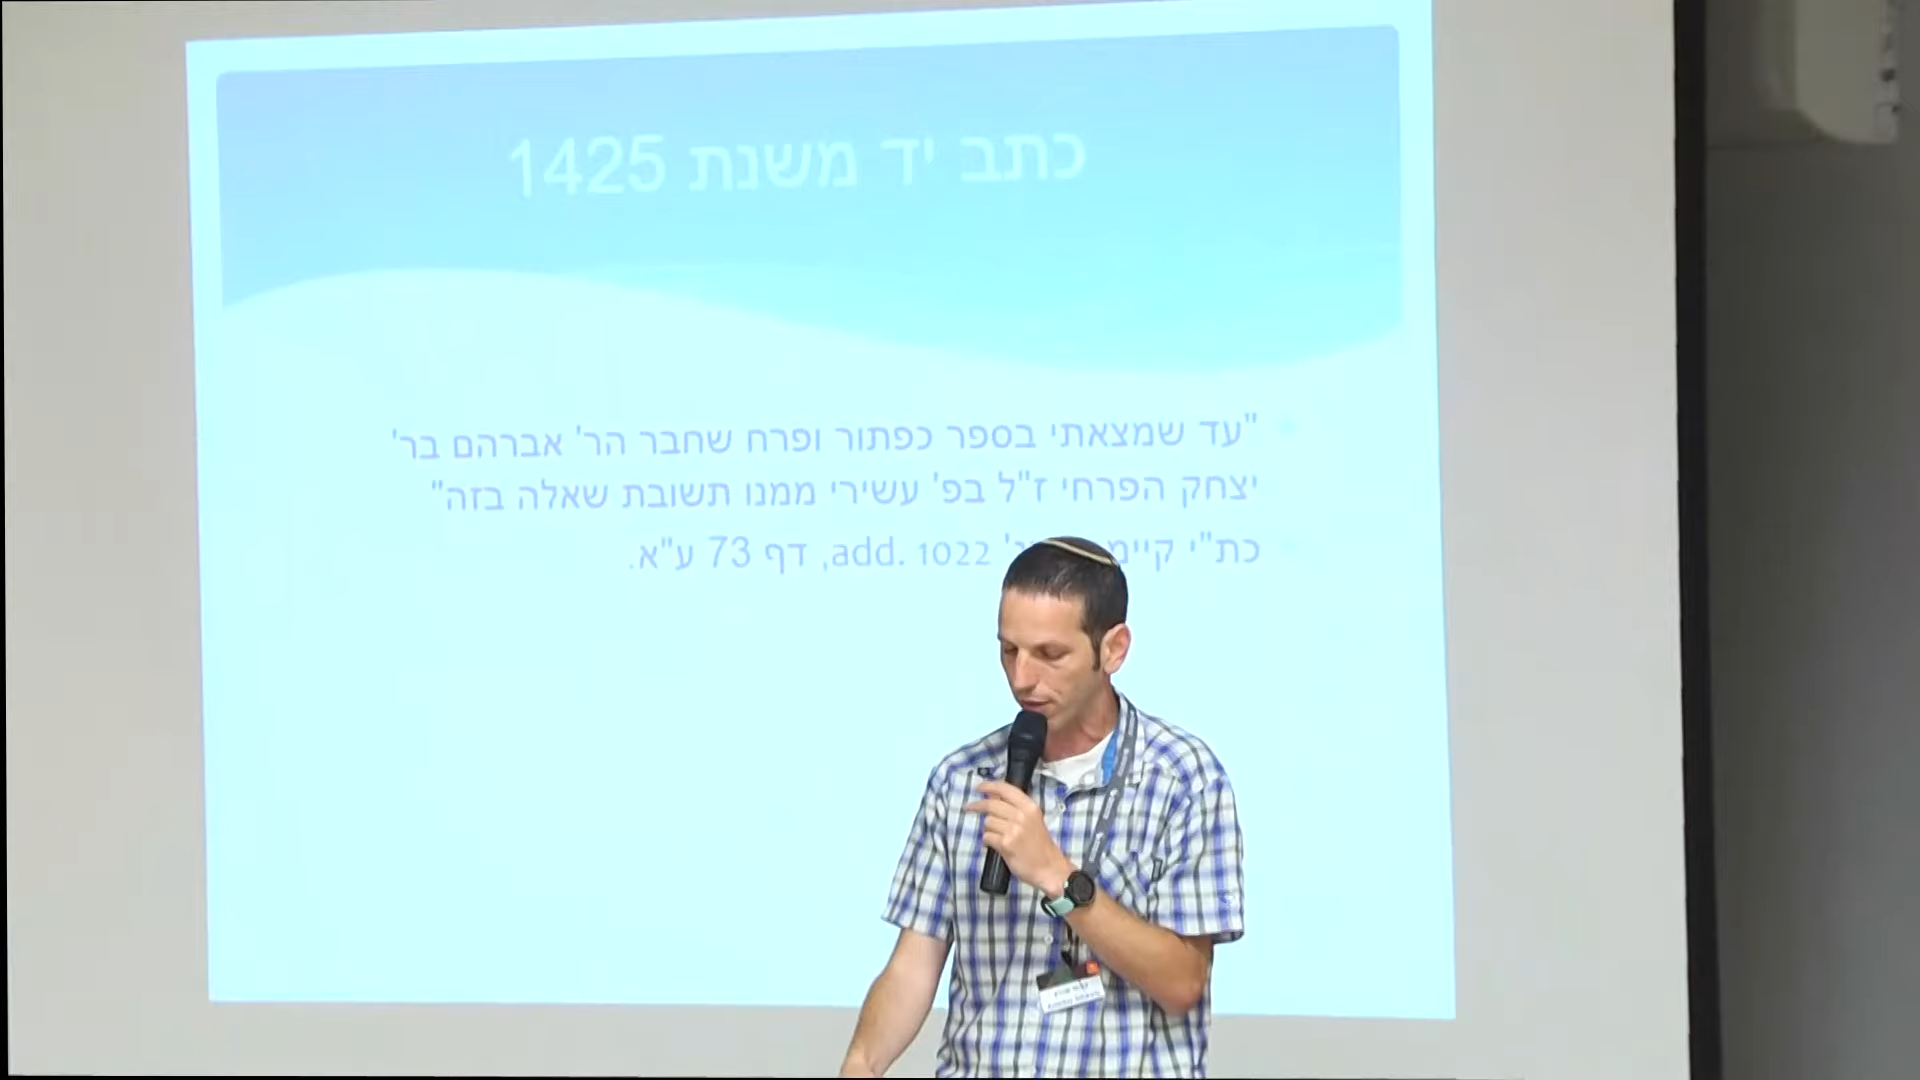 כתב יד משנת 1425
"עד שמצאתי בספר כפתור ופרח שחבר הר' אברהם בר'
יצחק הפרחי ז"ל בפ' עשירי ממנו תשובת שאלה בזה"
כת"י add. 1022, דף 73 ע"א.